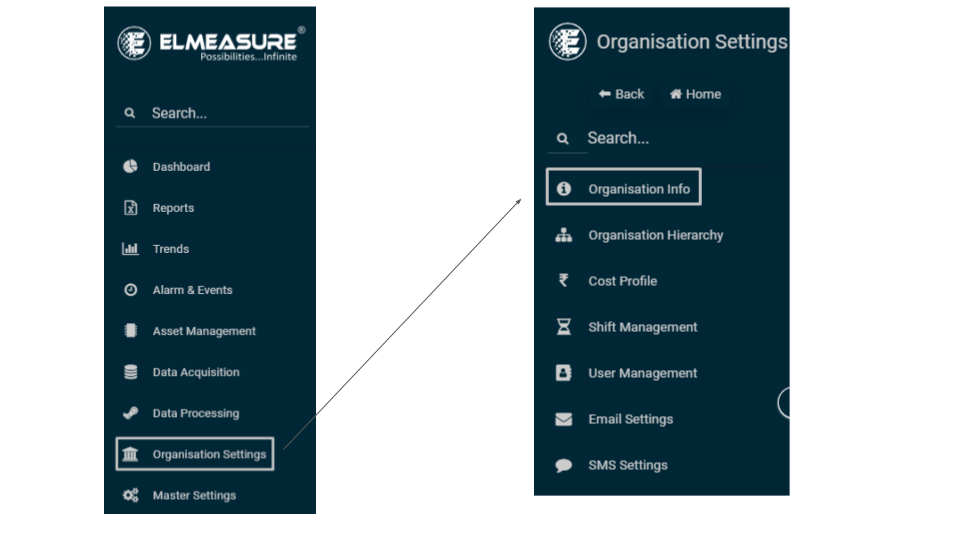 ELMEASURE®
Possibilities...Infinite
Search...
Dashboard
Reports
Trends
Alarm & Events
Asset Management
Data Acquisition
Data Processing
Organisation Settings
Master Settings
Organisation Settings
Back Home
Search...
Organisation Info
Organisation Hierarchy
₹ Cost Profile
Shift Management
User Management
Email Settings
SMS Settings